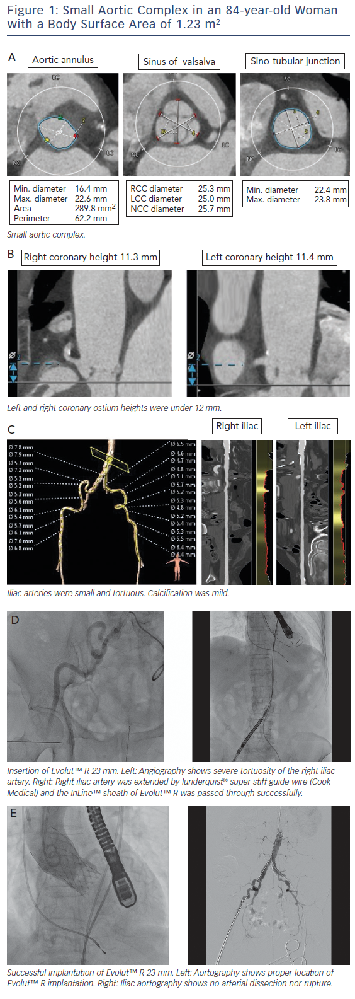 Figure 1: Small Aortic Complex in an 84-year-old Woman
with a Body Surface Area of 1.23 m²
A
Aortic annulus
Sinus of valsalva
Sino-tubular junction
RC
2
LC
NC
NC
LC
RC
4
2
NC
LC
Min. diameter 16.4 mm
Max. diameter 22.6 mm
Area 289.8 mm²
Perimeter 62.2 mm
RCC diameter 25.3 mm
LCC diameter 25.0 mm
NCC diameter 25.7 mm
Min. diameter 22.4 mm
Max. diameter 23.8 mm
Small aortic complex.
B
Right coronary height 11.3 mm
Left coronary height 11.4 mm
Ø 2
Ø 2
Left and right coronary ostium heights were under 12 mm.
C
Right iliac
Left iliac
Ø 7.8 mm
Ø 7.9 mm
Ø 5.7 mm
Ø 7.2 mm
Ø 5.2 mm
Ø 5.2 mm
Ø 5.3 mm
Ø 5.6 mm
Ø 6.1 mm
Ø 5.4 mm
Ø 5.7 mm
Ø 6.1 mm
Ø 7.0 mm
Ø 6.8 mm
Ø 6.5 mm
Ø 4.6 mm
Ø 4.7 mm
Ø 4.8 mm
Ø 5.1 mm
Ø 5.7 mm
Ø 5.2 mm
Ø 5.3 mm
Ø 4.8 mm
Ø 5.2 mm
Ø 5.4 mm
Ø 5.3 mm
Ø 5.5 mm
Ø 6.4 mm
Ø 6.4 mm
Iliac arteries were small and tortuous. Calcification was mild.
D
Insertion of Evolut™ R 23 mm. Left: Angiography shows severe tortuosity of the right iliac
artery. Right: Right iliac artery was extended by lunderquist® super stiff guide wire (Cook
Medical) and the InLine™ sheath of Evolut™ R was passed through successfully.
E
Successful implantation of Evolut™ R 23 mm. Left: Aortography shows proper location of
Evolut™ R implantation. Right: Iliac aortography shows no arterial dissection nor rupture.